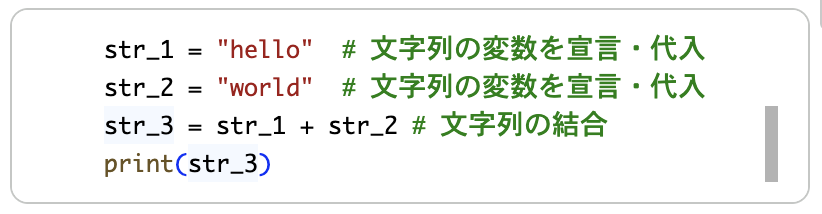 str_1 = "hello"  # 文字列の変数を宣言・代入
str_2 = "world"  # 文字列の変数を宣言・代入
str_3 = str_1 + str_2 # 文字列の結合
print(str_3)